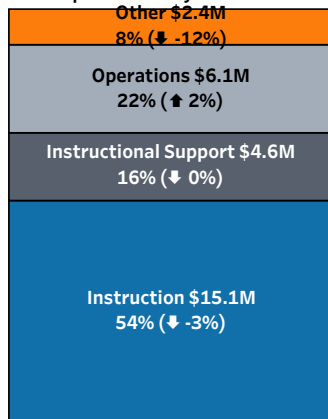 Other $2.4M
8% (🡇 -12%)
Operations $6.1M
22% (🡅 2%)
Instructional Support $4.6M
16% (🡇 0%)
Instruction $15.1M
54% (🡇 -3%)